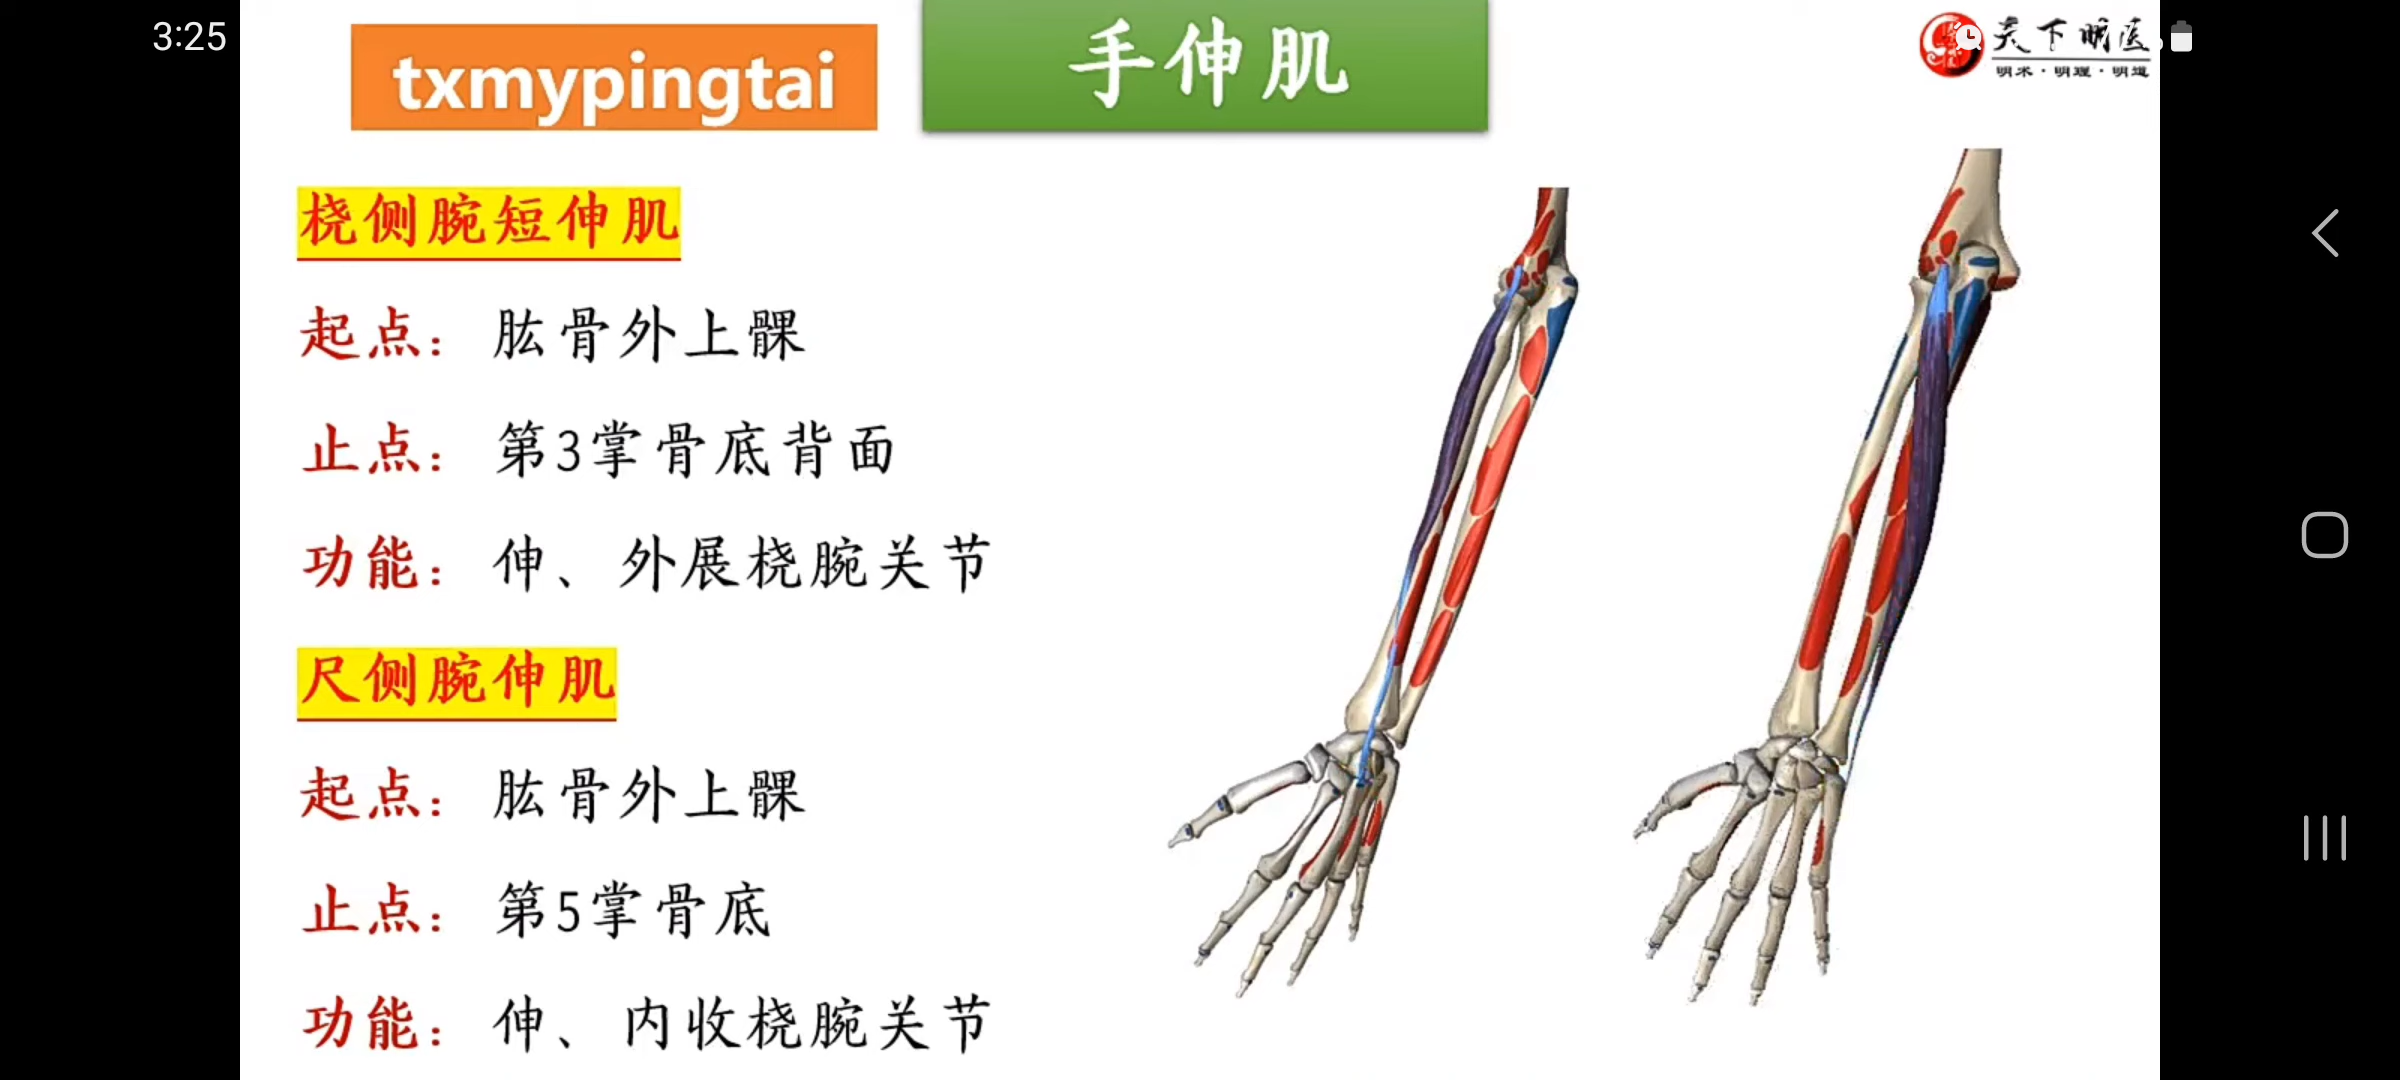 3:25
txmypingtai
手伸肌
天下明医
明术·明理·明道
桡侧腕短伸肌
起点： 肱骨外上髁
止点： 第3掌骨底背面
功能： 伸、外展桡腕关节
尺侧腕伸肌
起点： 肱骨外上髁
止点： 第5掌骨底
功能： 伸、内收桡腕关节